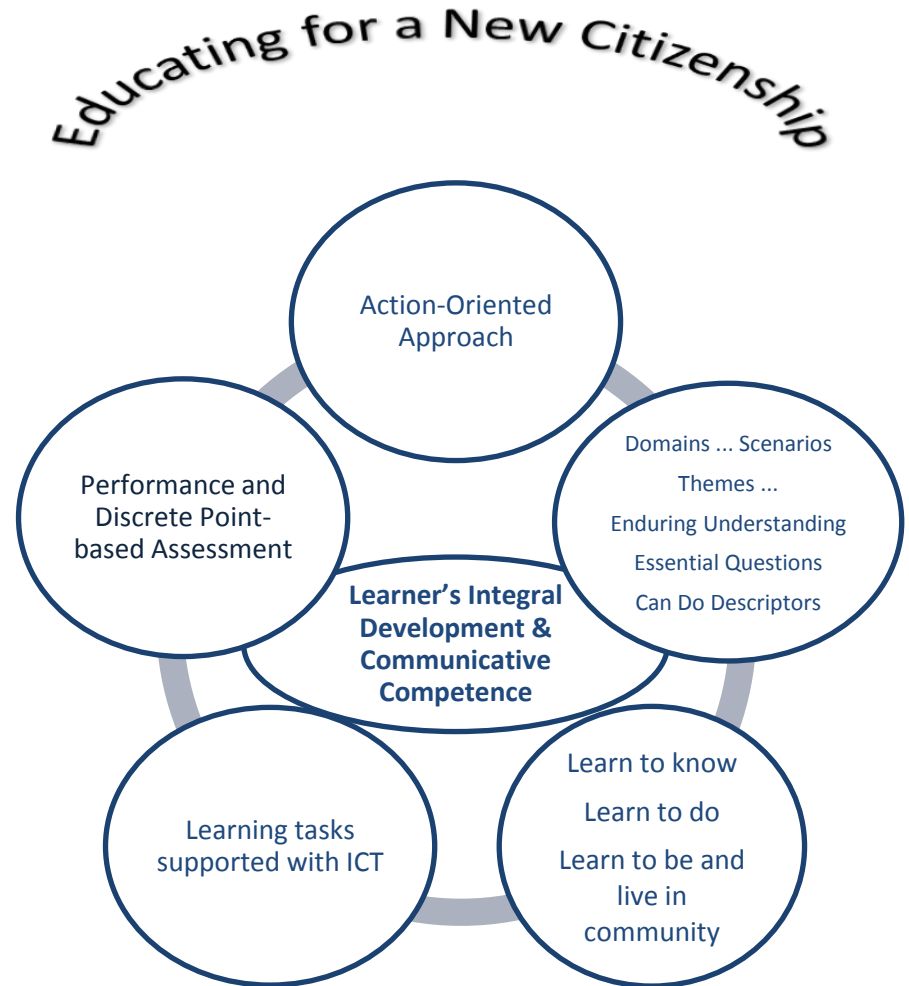 Educating for a New Citizenship
Action-Oriented
Approach
Domains ... Scenarios
Themes ...
Enduring Understanding
Essential Questions
Can Do Descriptors
Performance and
Discrete Point-
based Assessment
Learner’s Integral
Development &
Communicative
Competence
Learn to know
Learn to do
Learn to be and
live in
community
Learning tasks
supported with ICT